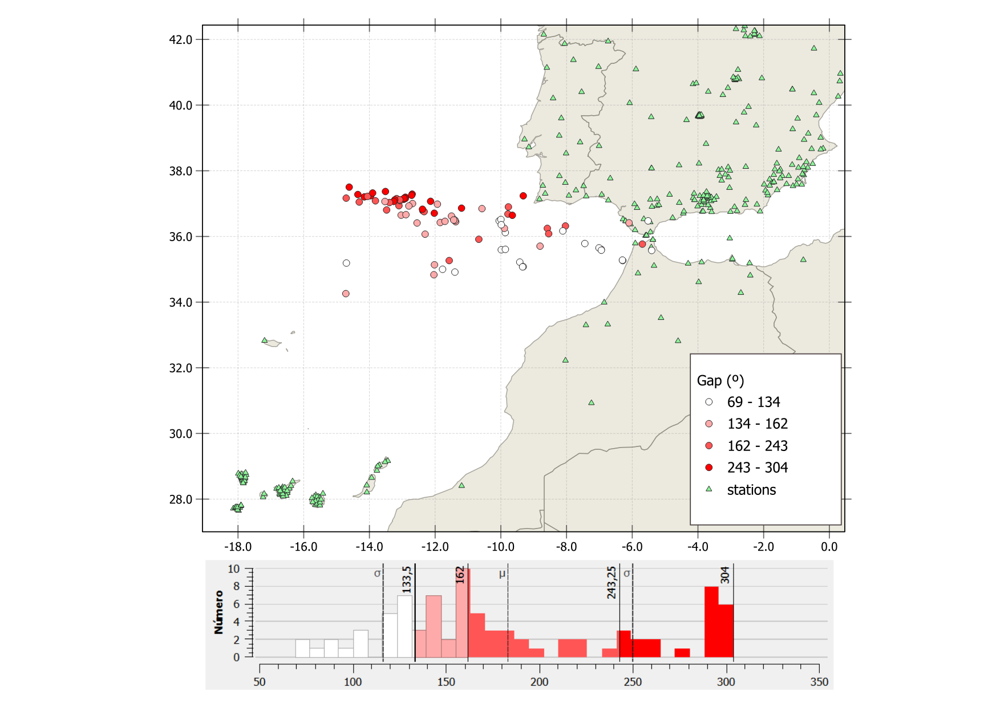 42.0
40.0
38.0
36.0
34.0
32.0
30.0
28.0
-18.0 -16.0 -14.0 -12.0 -10.0 -8.0 -6.0 -4.0 -2.0 0.0
Gap (º)
69 - 134
134 - 162
162 - 243
243 - 304
stations
σ 133,5 162 μ 243,25 σ 304
Número
10
8
6
4
2
0
50 100 150 200 250 300 350